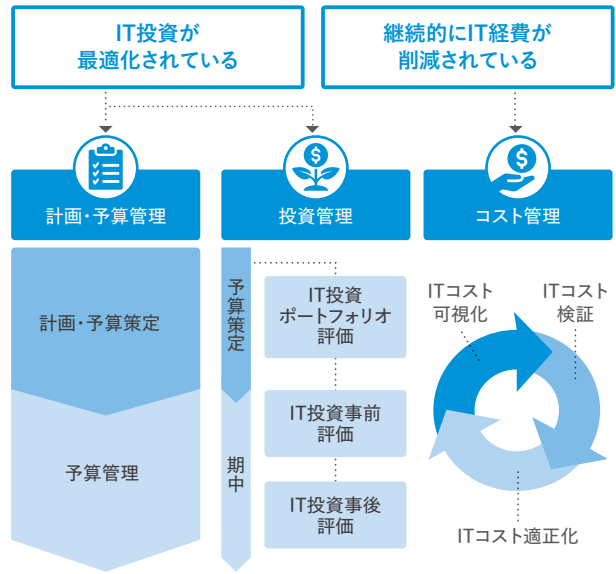 IT投資が
最適化されている
継続的にIT経費が
削減されている
$
$
計画・予算管理
投資管理
コスト管理
計画・予算策定
予算管理
予算策定
期中
IT投資
ポートフォリオ
評価
IT投資事前
評価
IT投資事後
評価
ITコスト
可視化
ITコスト
検証
ITコスト適正化